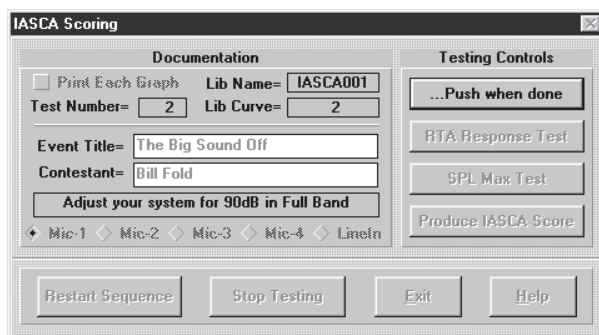 IASCA Scoring
Documentation
Print Each Graph Lib Name= IASCA001
Test Number= 2 Lib Curve= 2
Event Title= The Big Sound Off
Contestant= Bill Fold
Adjust your system for 90dB in Full Band
Mic-1 Mic-2 Mic-3 Mic-4 LineIn
Testing Controls
...Push when done
RTA Response Test
SPL Max Test
Produce IASCA Score
Restart Sequence Stop Testing Exit Help